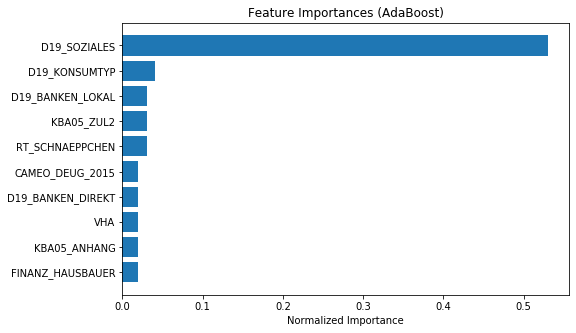 Feature Importances (AdaBoost)
D19_SOZIALES
D19_KONSUMTYP
D19_BANKEN_LOKAL
KBA05_ZUL2
RT_SCHNAEPPCHEN
CAMEO_DEUG_2015
D19_BANKEN_DIREKT
VHA
KBA05_ANHANG
FINANZ_HAUSBAUER
0.0 0.1 0.2 0.3 0.4 0.5
Normalized Importance